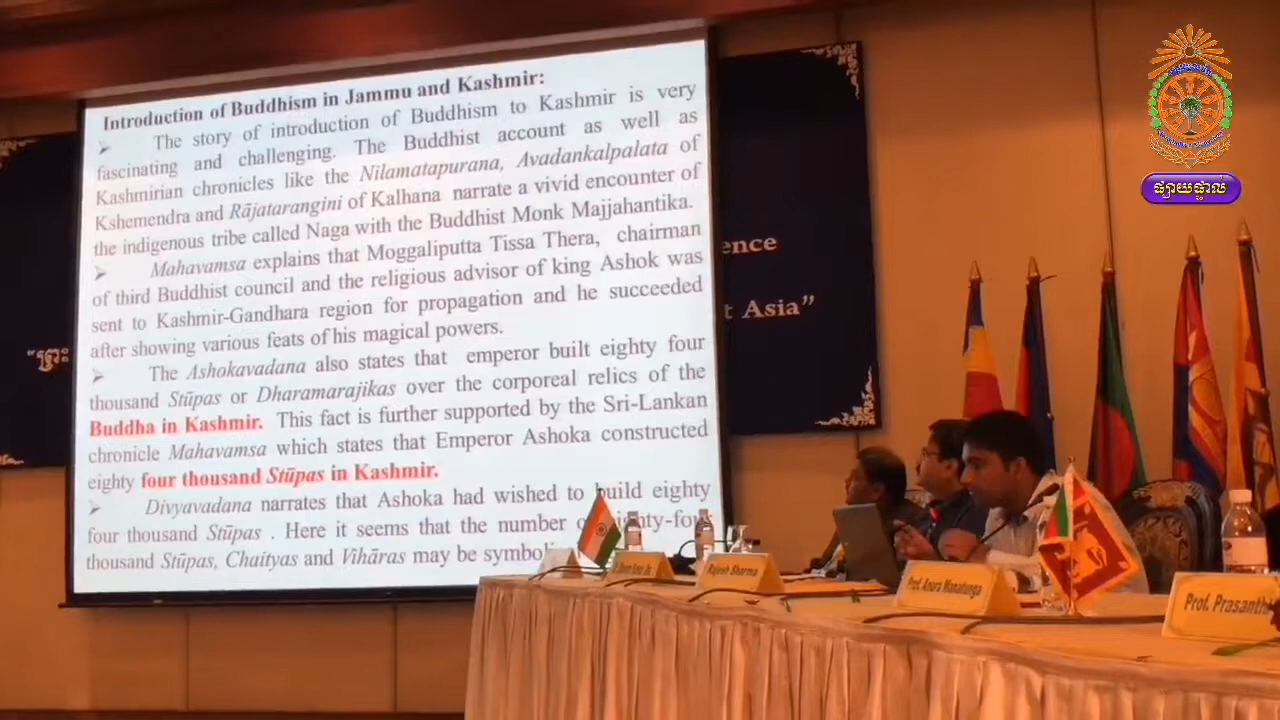 Introduction of Buddhism in Jammu and Kashmir:
➢ The story of introduction of Buddhism to Kashmir is very
fascinating and challenging. The Buddhist account as well as
Kashmirian chronicles like the Nilamatapurana, Avadankalpalata of
Kshemendra and Rājatarangini of Kalhana narrate a vivid encounter of
the indigenous tribe called Naga with the Buddhist Monk Majjahantika.
➢ Mahavamsa explains that Moggaliputta Tissa Thera, chairman
of third Buddhist council and the religious advisor of king Ashok was
sent to Kashmir-Gandhara region for propagation and he succeeded
after showing various feats of his magical powers.
➢ The Ashokavadana also states that emperor built eighty four
thousand Stūpas or Dharamarajikas over the corporeal relics of the
Buddha in Kashmir. This fact is further supported by the Sri-Lankan
chronicle Mahavamsa which states that Emperor Ashoka constructed
eighty four thousand Stūpas in Kashmir.
➢ Divyavadana narrates that Ashoka had wished to build eighty
four thousand Stūpas . Here it seems that the number of eighty-four
thousand Stūpas, Chaityas and Vihāras may be symboli
ence
t Asia”
“ព្រះ
ផ្សាយផ្ទាល់
Rajesh Sharma
Prof. Anura Manatunga
Prof. Prasanthi